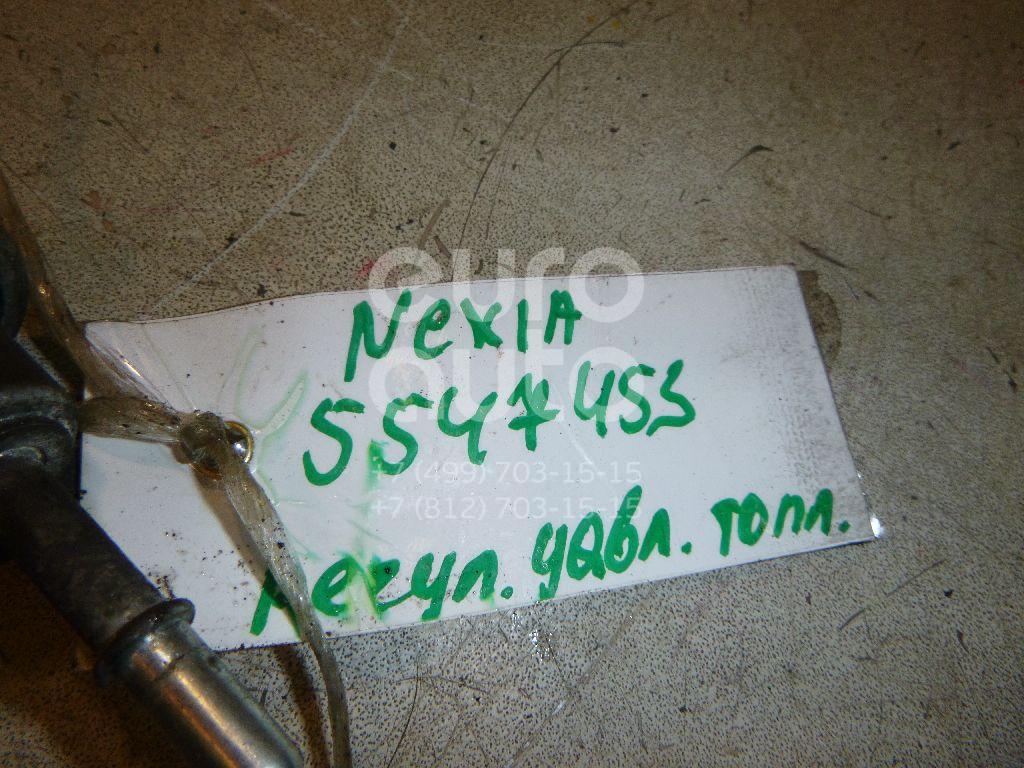 euro
auto
Nexia
5547453
регул. давл. топл.
+7 (499) 703-15-15
+7 (812) 703-15-15